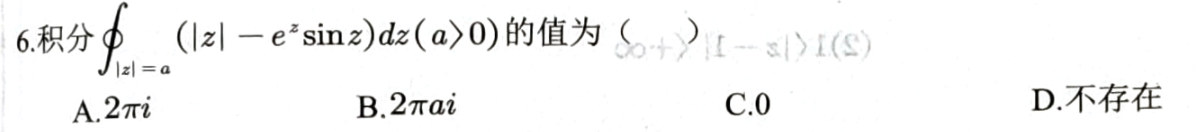 6.积分∮|z|=a (|z| − e^z sin z)dz(a>0)的值为（ ）
A.2πi B.2πai C.0 D.不存在